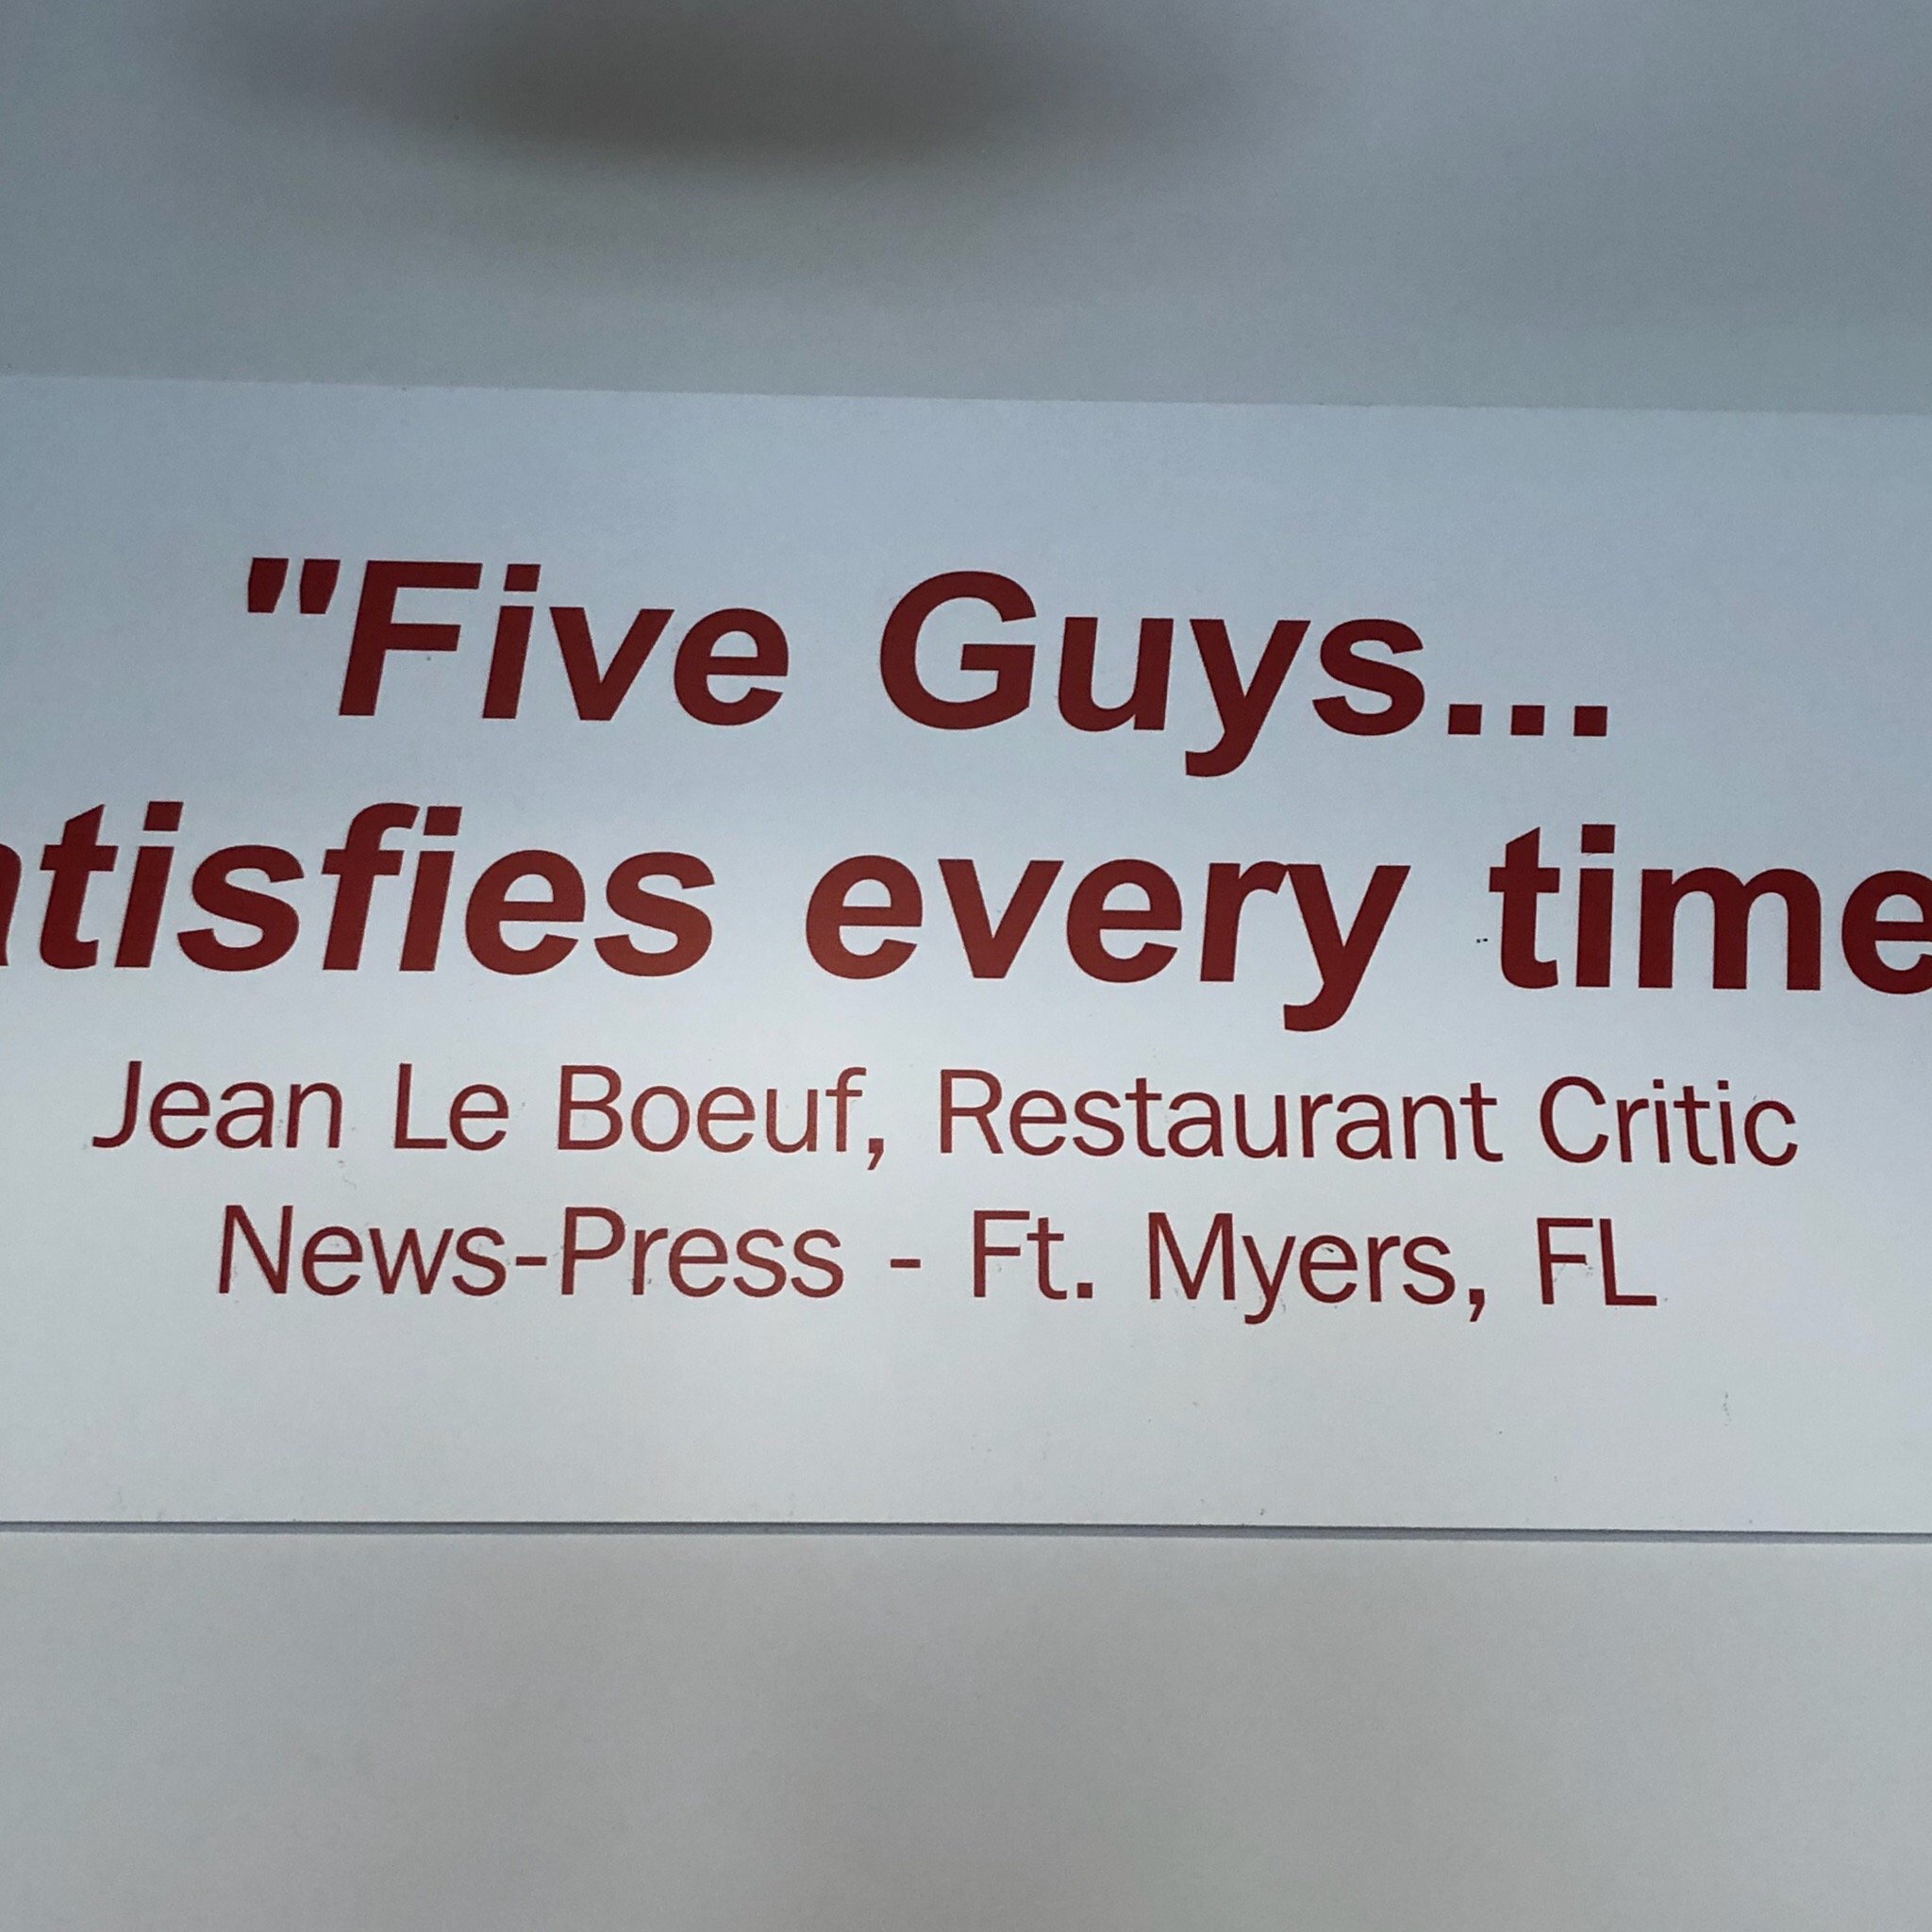 "Five Guys...
atisfies every time
Jean Le Boeuf, Restaurant Critic
News-Press - Ft. Myers, FL